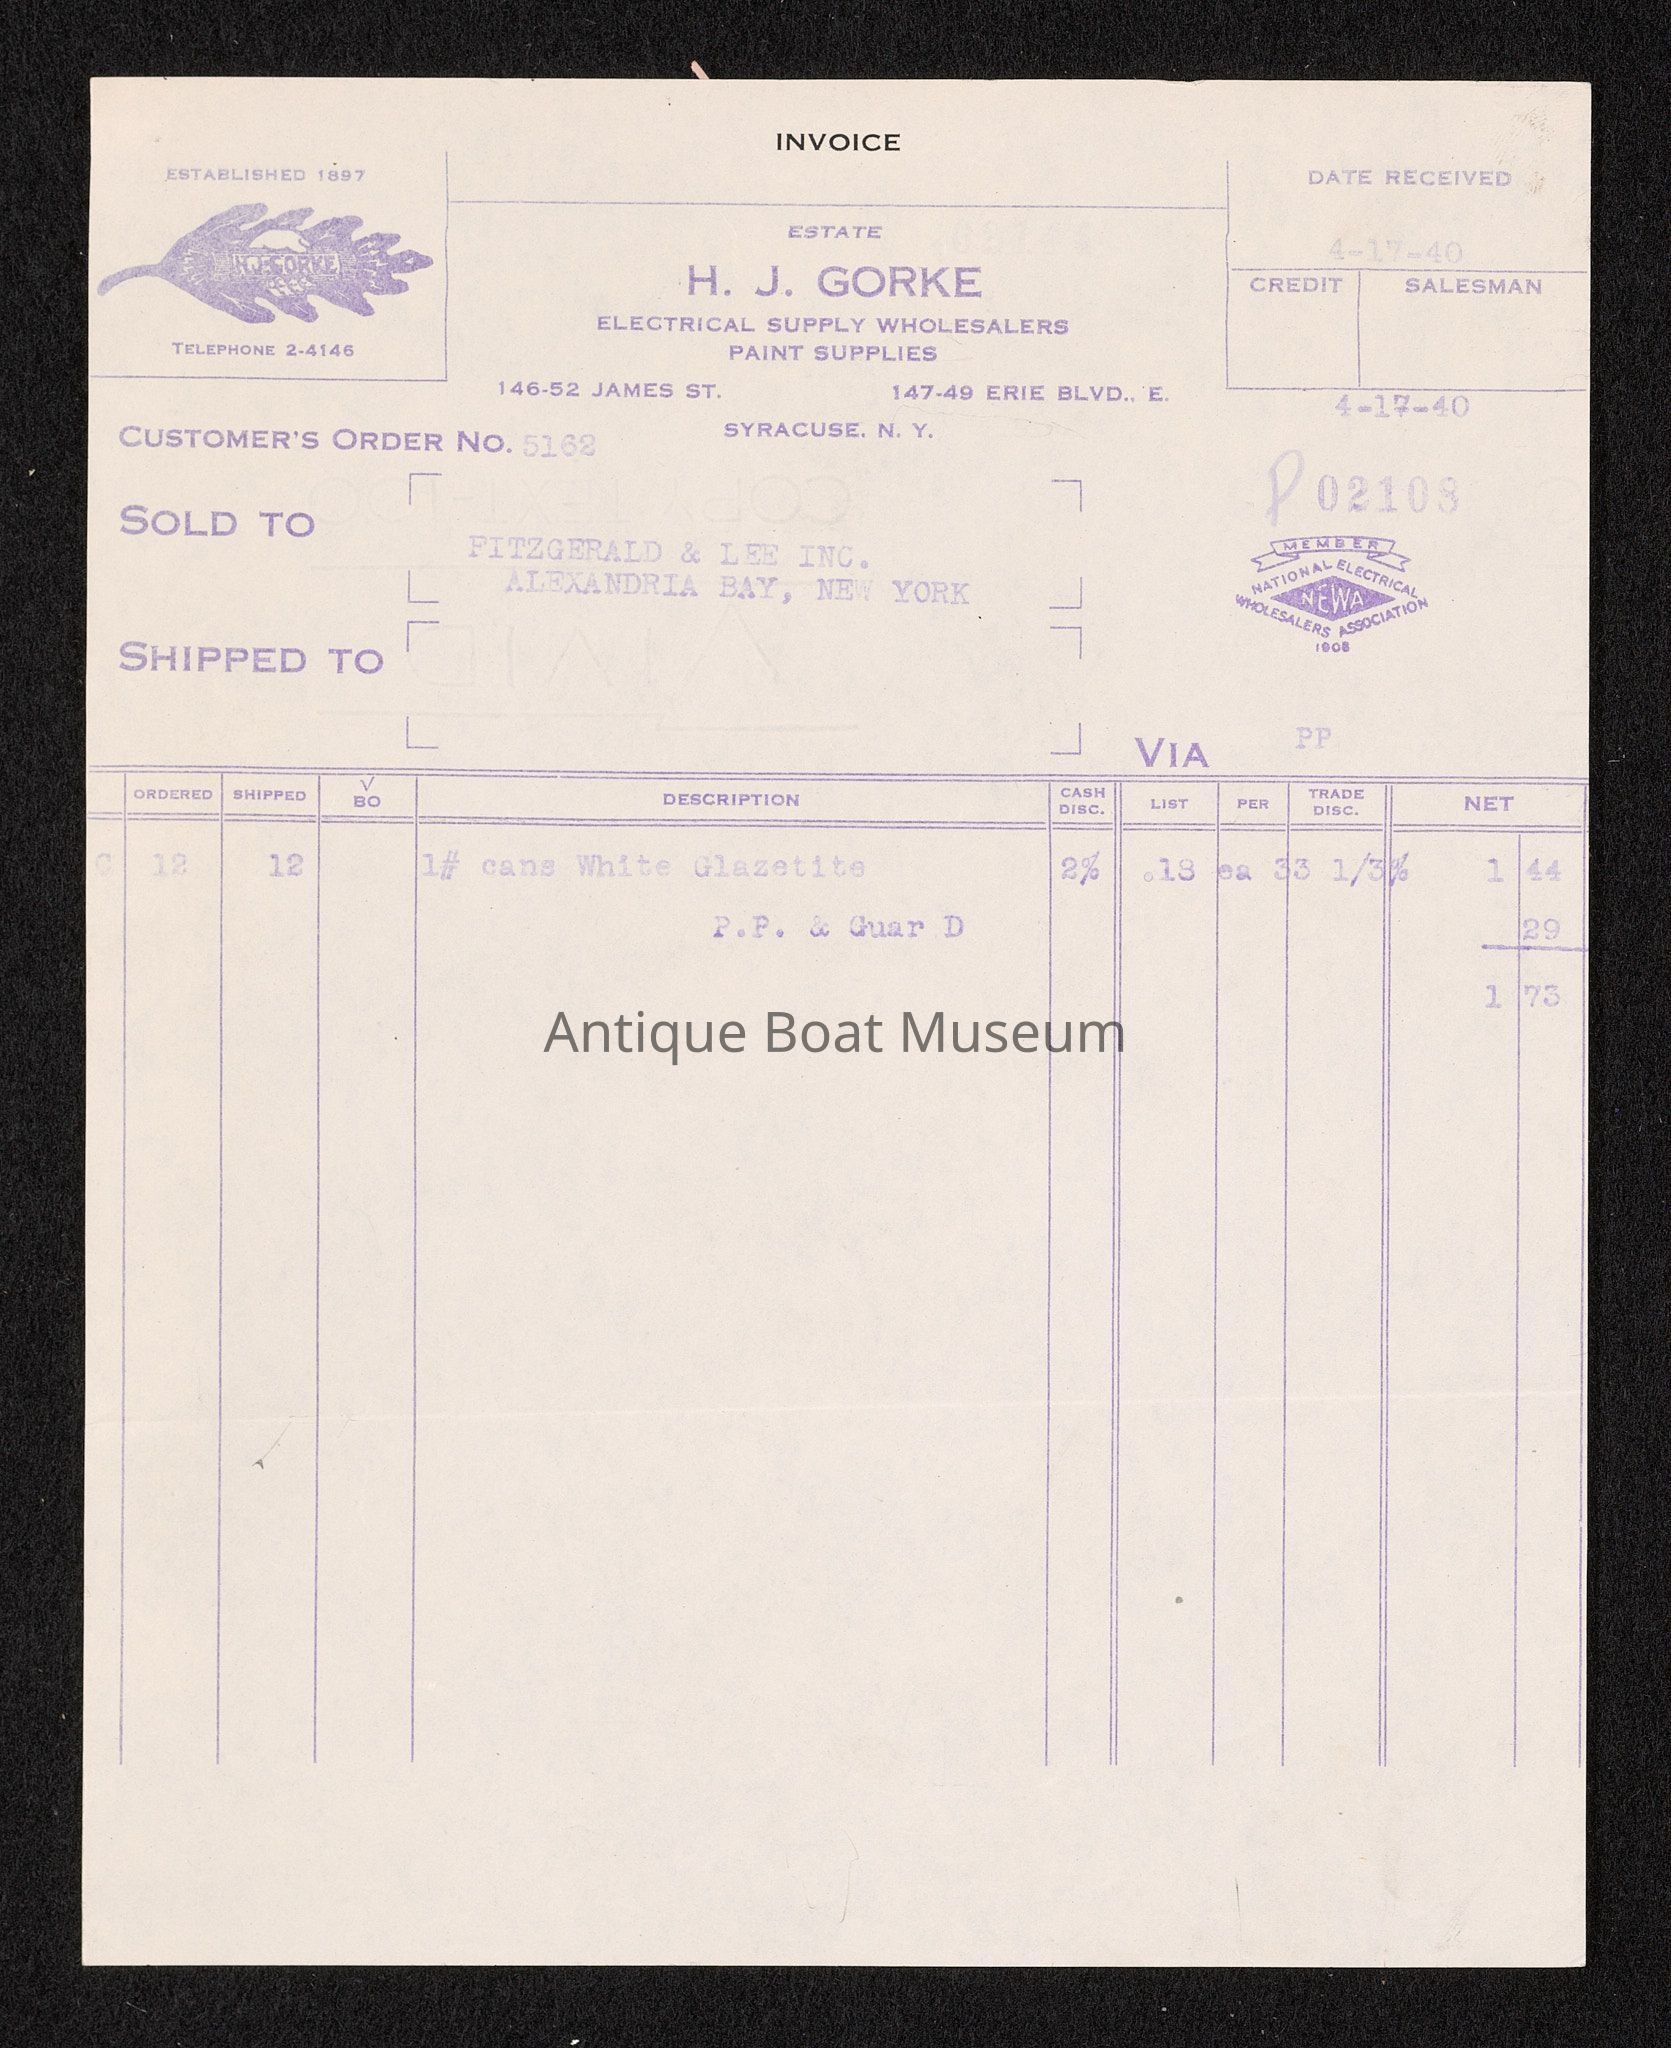 INVOICE
ESTABLISHED 1897
H. J. GORKE
TELEPHONE 2-4146
ESTATE
H. J. GORKE
ELECTRICAL SUPPLY WHOLESALERS
PAINT SUPPLIES
146-52 JAMES ST. 147-49 ERIE BLVD., E.
SYRACUSE, N. Y.
DATE RECEIVED
4-17-40
CREDIT SALESMAN
4-17-40
CUSTOMER'S ORDER NO. 5162
P 02108
SOLD TO
FITZGERALD & LEE INC.
ALEXANDRIA BAY, NEW YORK
MEMBER
NATIONAL ELECTRICAL
NEWA
WHOLESALERS ASSOCIATION
1908
SHIPPED TO
VIA PP
ORDERED SHIPPED √ BO DESCRIPTION CASH DISC. LIST PER TRADE DISC. NET
C 12 12 1# cans White Glazetite 2% .18 ea 33 1/3% 1 44
P.P. & Guar D 29
1 73
Antique Boat Museum